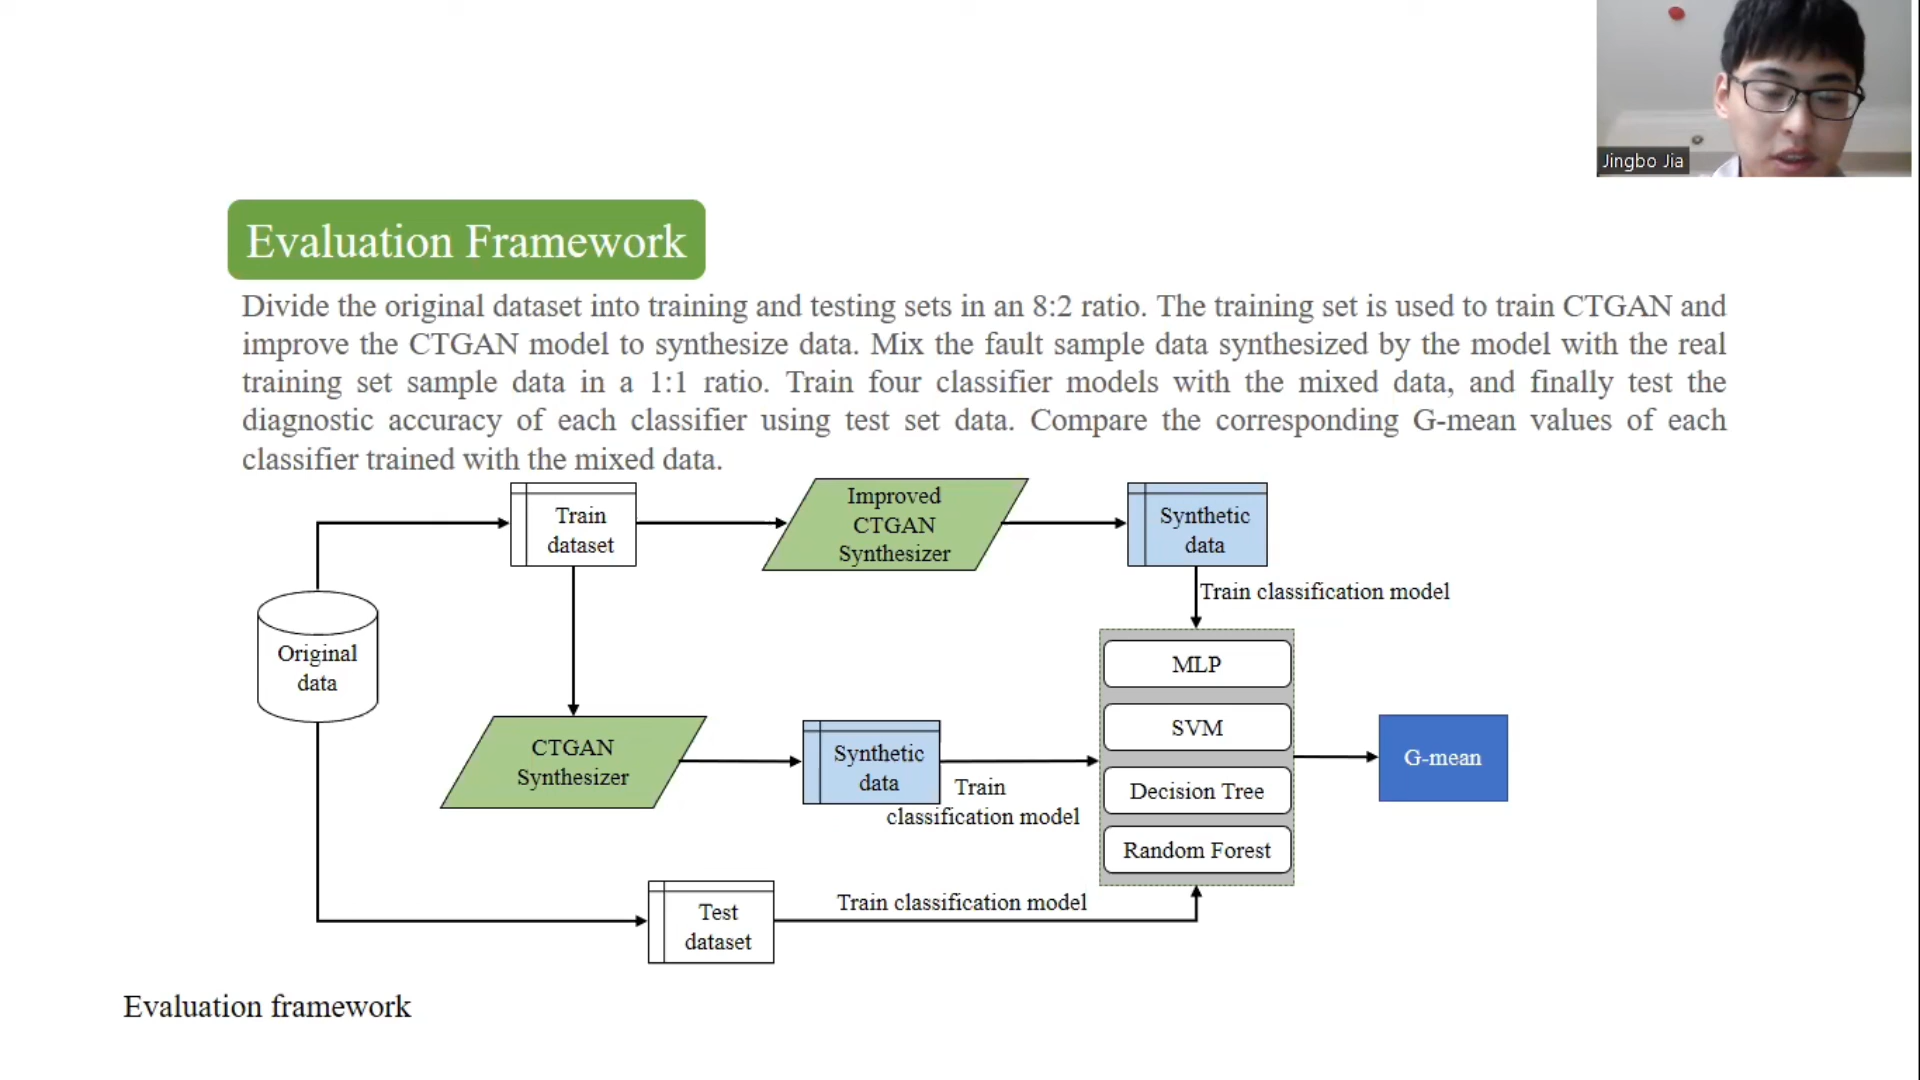 Jingbo Jia
Evaluation Framework
Divide the original dataset into training and testing sets in an 8:2 ratio. The training set is used to train CTGAN and
improve the CTGAN model to synthesize data. Mix the fault sample data synthesized by the model with the real
training set sample data in a 1:1 ratio. Train four classifier models with the mixed data, and finally test the
diagnostic accuracy of each classifier using test set data. Compare the corresponding G-mean values of each
classifier trained with the mixed data.
Train
dataset
Improved
CTGAN
Synthesizer
Synthetic
data
Train classification model
Original
data
MLP
SVM
Decision Tree
Random Forest
G-mean
CTGAN
Synthesizer
Synthetic
data
Train
classification model
Train classification model
Test
dataset
Evaluation framework